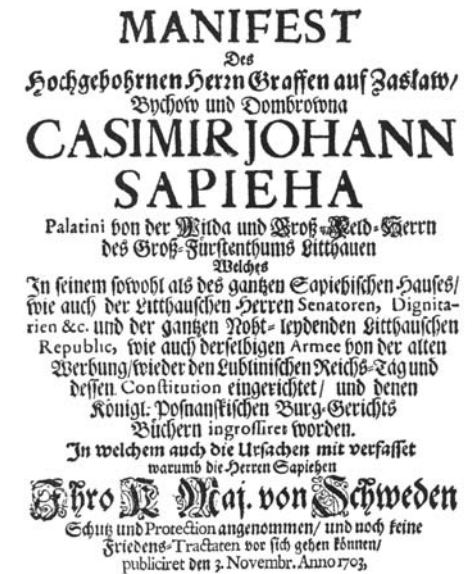 MANIFEST
Des
Hochgebohrnen Herrn Graffen auf Zaslaw/
Bychow und Dombrowna
CASIMIR JOHANN
SAPIEHA
Palatini von der Wilda und Groß-Feld-Herrn
des Groß-Fürstenthums Litthauen
Welches
In seinem sowohl als des gantzen Sapiehischen Hauses/
wie auch der Litthauschen Herren Senatoren, Dignita-
rien &c. und der gantzen Noht-leydenden Litthauschen
Republic, wie auch derselbigen Armee von der alten
Werbung/wieder den Lublinischen Reichs-Tag und
dessen Constitution eingerichtet/ und denen
Königl. Posnanskischen Burg-Gerichts
Büchern ingrossiret worden.
In welchem auch die Ursachen mit verfasset
warumb die Herren Sapiehen
Ihro K Maj. von Schweden
Schutz und Protection angenommen/ und noch keine
Friedens-Tractaten vor sich gehen können/
publiciret den 3. Novembr. Anno 1703,